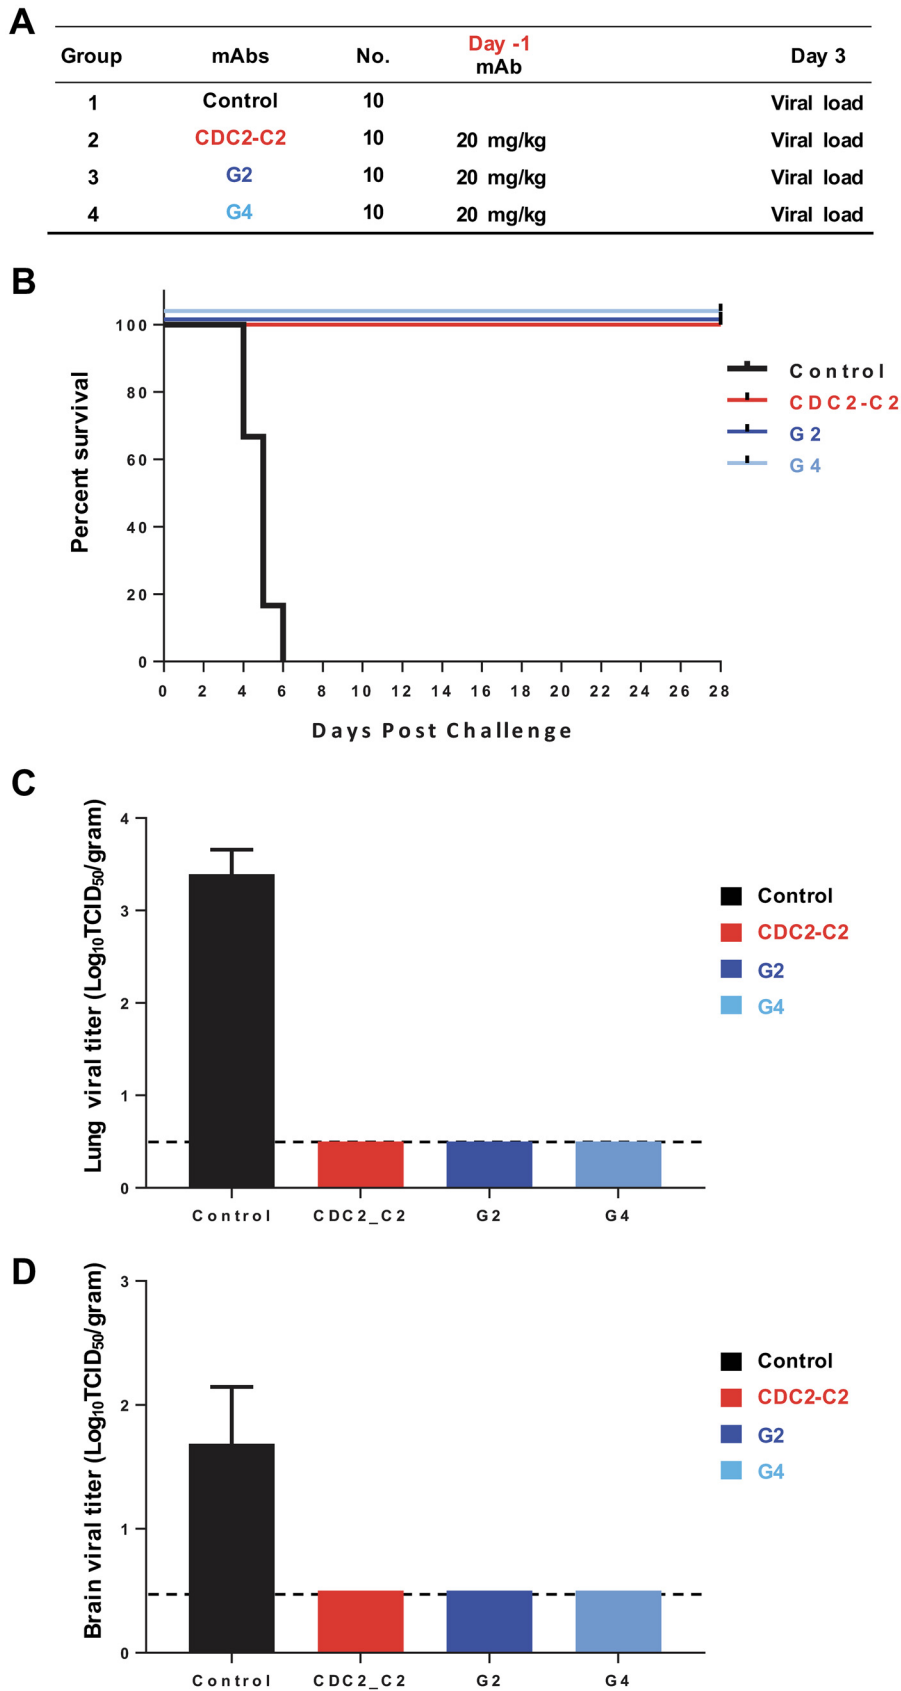 A
Group mAbs No. Day -1 mAb Day 3
1 Control 10 Viral load
2 CDC2-C2 10 20 mg/kg Viral load
3 G2 10 20 mg/kg Viral load
4 G4 10 20 mg/kg Viral load
B
Percent survival
100
80
60
40
20
0
0 2 4 6 8 10 12 14 16 18 20 22 24 26 28
Days Post Challenge
Control
CDC2-C2
G2
G4
C
Lung viral titer (Log10TCID50/gram)
4
3
2
1
0
Control CDC2_C2 G2 G4
Control
CDC2-C2
G2
G4
D
Brain viral titer (Log10TCID50/gram)
3
2
1
0
Control CDC2_C2 G2 G4
Control
CDC2-C2
G2
G4